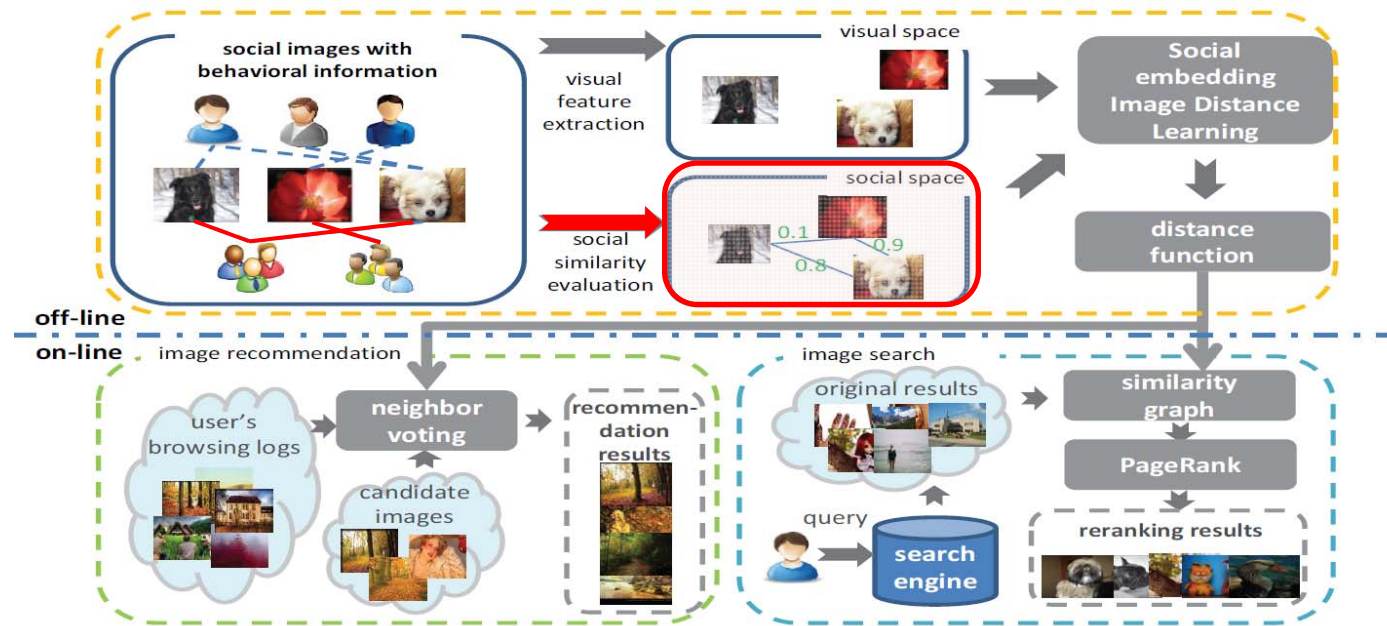 social images with
behavioral information
visual
feature
extraction
visual space
social
similarity
evaluation
social space
0.1
0.9
0.8
Social
embedding
Image Distance
Learning
distance
function
off-line
on-line
image recommendation
user's
browsing logs
neighbor
voting
candidate
images
recommen-
dation
results
image search
original results
query
search
engine
similarity
graph
PageRank
reranking results